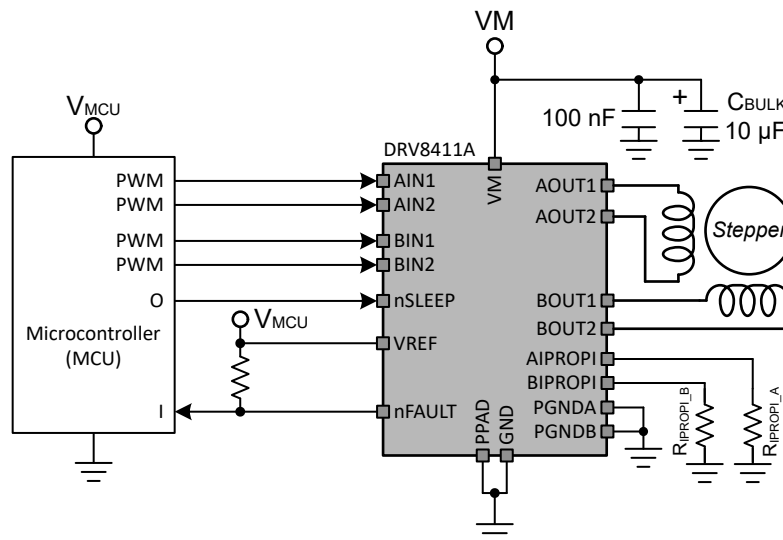 VM
VMCU
100 nF
+
CBULK
10 µF
DRV8411A
PWM
AIN1
VM
AOUT1
PWM
AIN2
AOUT2
Stepper
PWM
BIN1
PWM
BIN2
O
nSLEEP
BOUT1
VMCU
Microcontroller
(MCU)
VREF
BOUT2
AIPROPI
BIPROPI
I
nFAULT
PGNDA
PGNDB
PPAD
GND
RIPROPI_B
RIPROPI_A